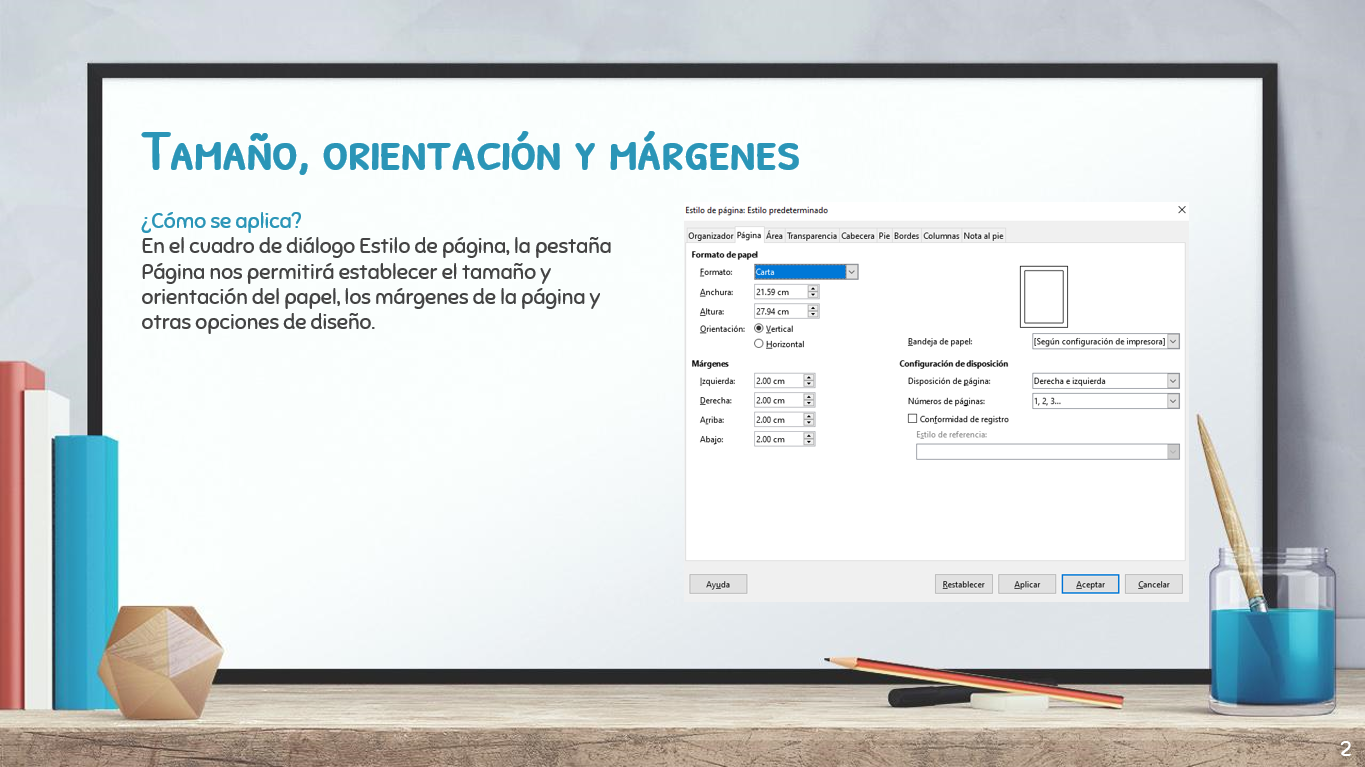 Tamaño, orientación y márgenes
¿Cómo se aplica?
En el cuadro de diálogo Estilo de página, la pestaña
Página nos permitirá establecer el tamaño y
orientación del papel, los márgenes de la página y
otras opciones de diseño.
Estilo de página: Estilo predeterminado
Organizador Página Área Transparencia Cabecera Pie Bordes Columnas Nota al pie
Formato de papel
Formato: Carta
Anchura: 21.59 cm
Altura: 27.94 cm
Orientación: Vertical
Horizontal
Bandeja de papel: [Según configuración de impresora]
Márgenes
Izquierda: 2.00 cm
Derecha: 2.00 cm
Arriba: 2.00 cm
Abajo: 2.00 cm
Configuración de disposición
Disposición de página: Derecha e izquierda
Números de páginas: 1, 2, 3...
Conformidad de registro
Estilo de referencia:
Ayuda Restablecer Aplicar Aceptar Cancelar
2